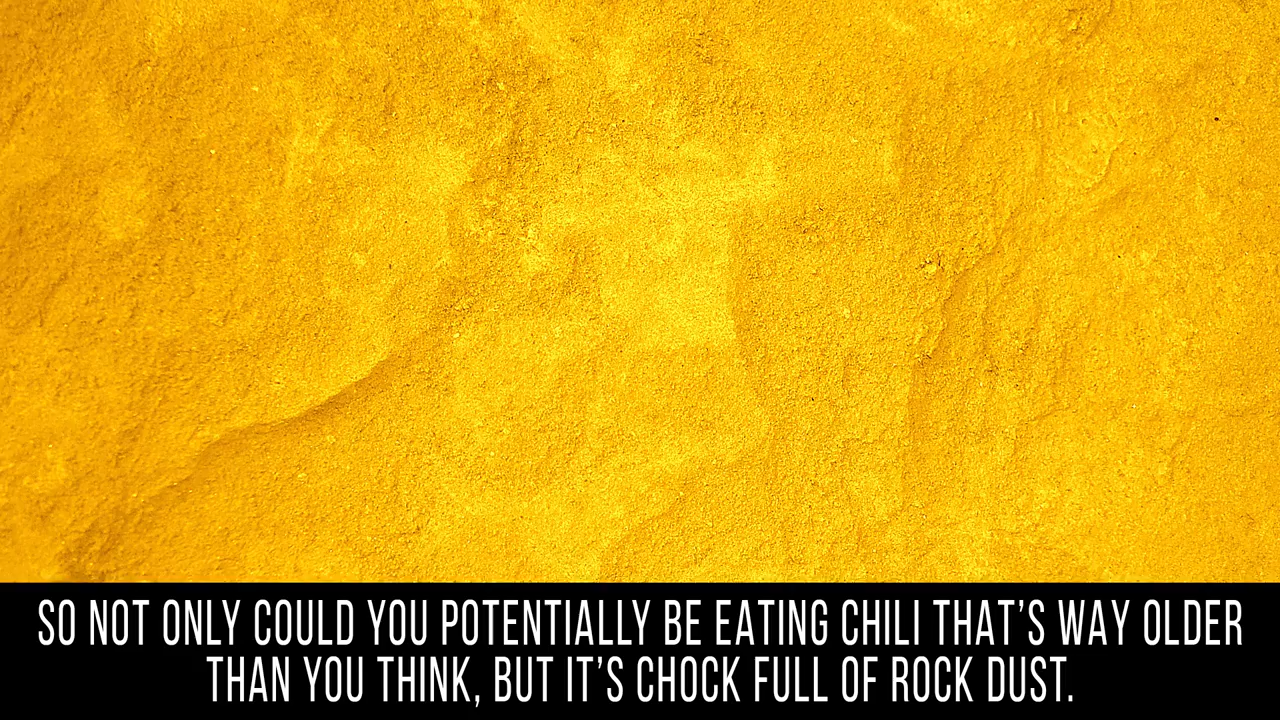 SO NOT ONLY COULD YOU POTENTIALLY BE EATING CHILI THAT’S WAY OLDER
THAN YOU THINK, BUT IT’S CHOCK FULL OF ROCK DUST.